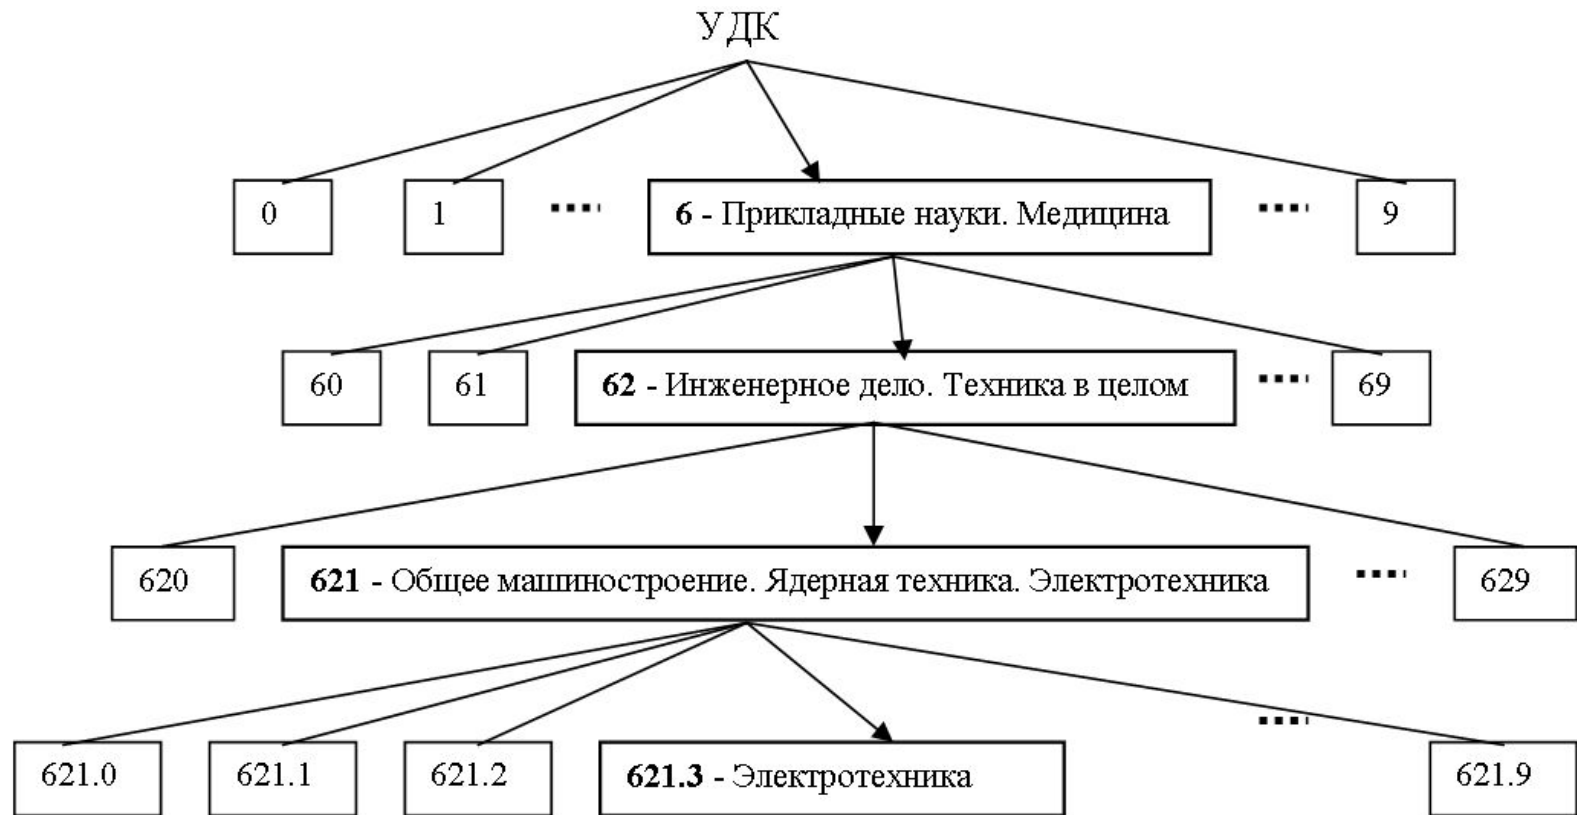 УДК
0 1 6 - Прикладные науки. Медицина 9
60 61 62 - Инженерное дело. Техника в целом 69
620 621 - Общее машиностроение. Ядерная техника. Электротехника 629
621.0 621.1 621.2 621.3 - Электротехника 621.9